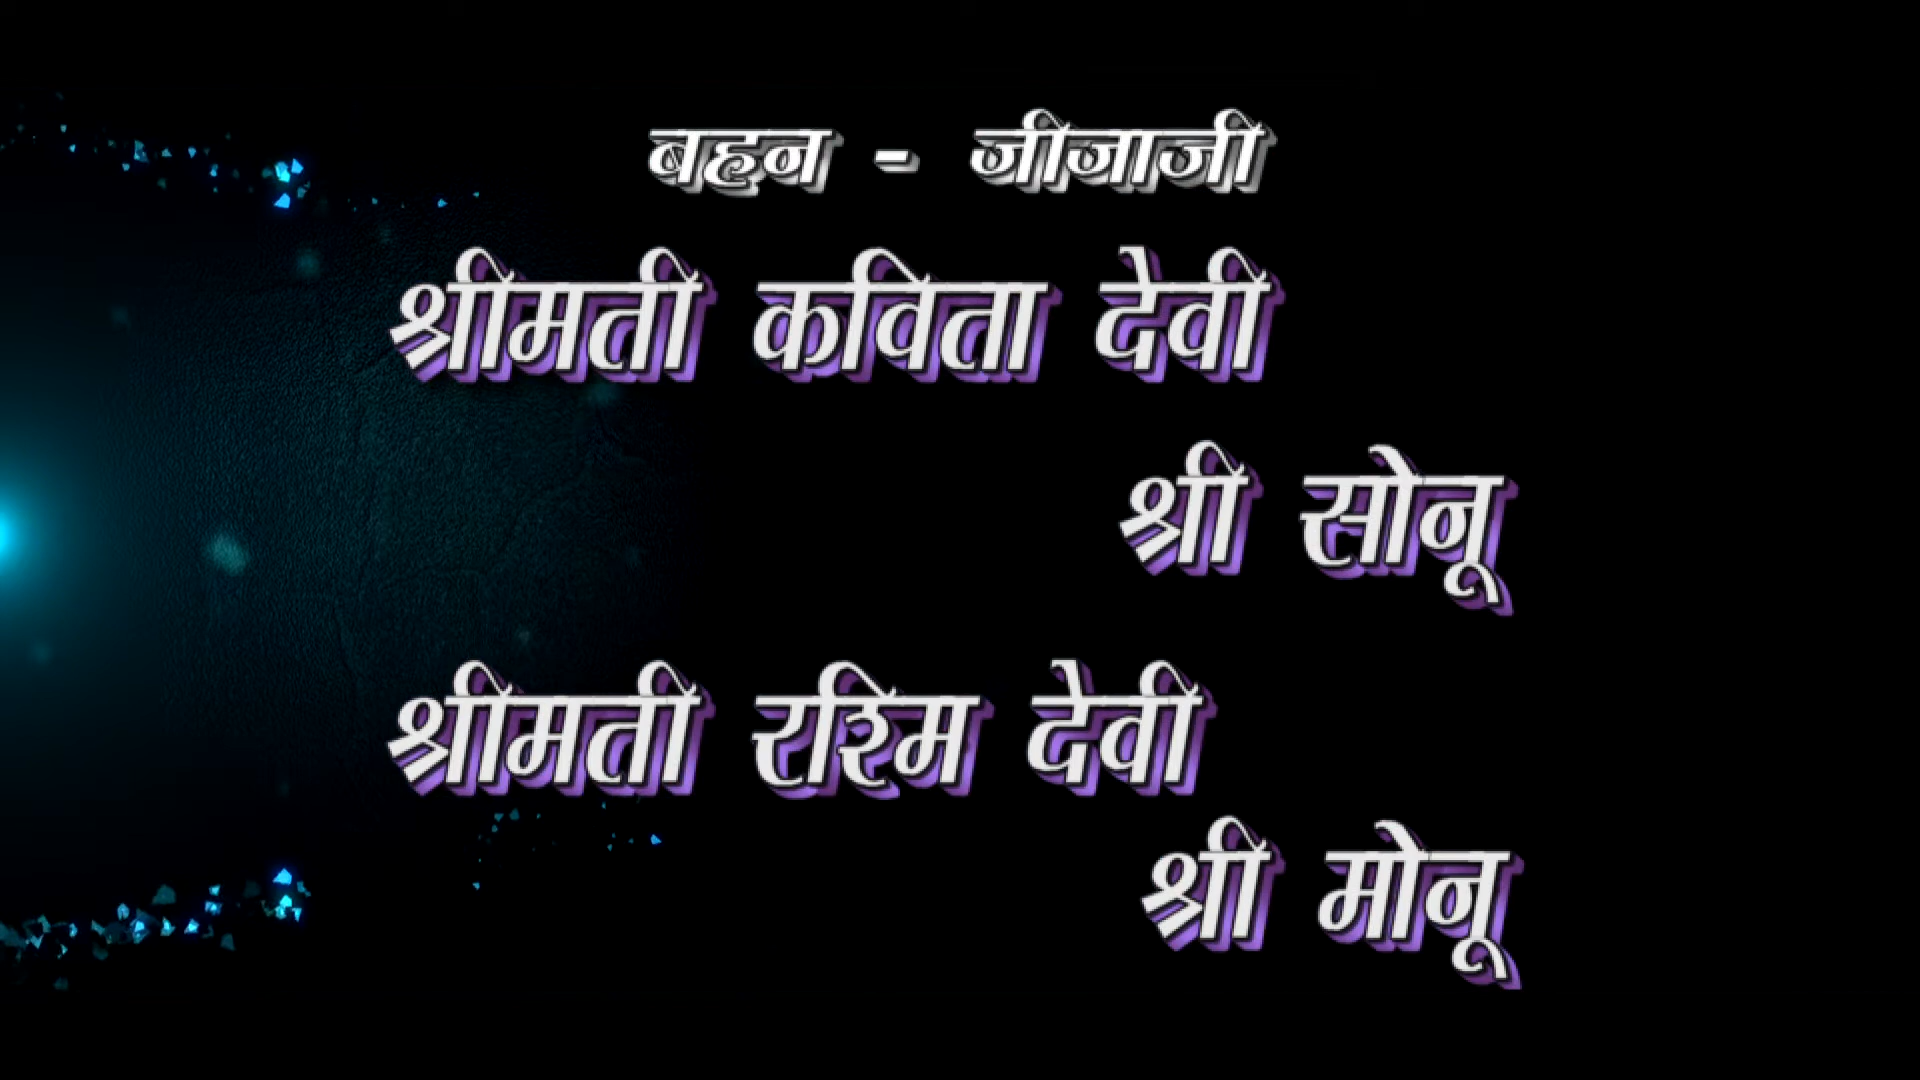 बहन - जीजाजी
श्रीमती कविता देवी
श्री सोनू
श्रीमती रश्मि देवी
श्री मोनू